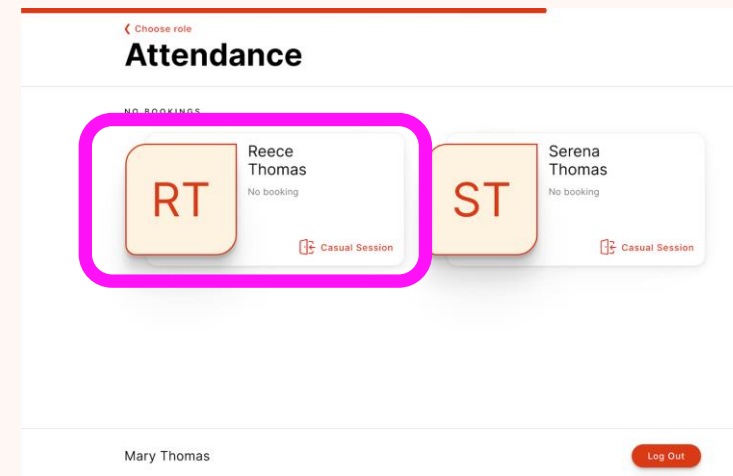 Choose role
Attendance
NO BOOKINGS
RT
Reece
Thomas
No booking
Casual Session
ST
Serena
Thomas
No booking
Casual Session
Mary Thomas
Log Out